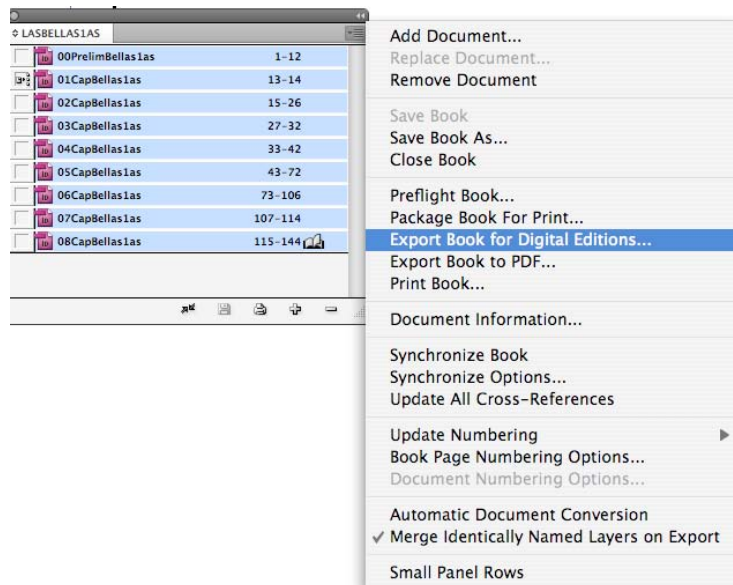 LASBELLAS1AS
00PrelimBellas1as 1-12
01CapBellas1as 13-14
02CapBellas1as 15-26
03CapBellas1as 27-32
04CapBellas1as 33-42
05CapBellas1as 43-72
06CapBellas1as 73-106
07CapBellas1as 107-114
08CapBellas1as 115-144
Add Document...
Replace Document...
Remove Document
Save Book
Save Book As...
Close Book
Preflight Book...
Package Book For Print...
Export Book for Digital Editions...
Export Book to PDF...
Print Book...
Document Information...
Synchronize Book
Synchronize Options...
Update All Cross-References
Update Numbering
Book Page Numbering Options...
Document Numbering Options...
Automatic Document Conversion
Merge Identically Named Layers on Export
Small Panel Rows